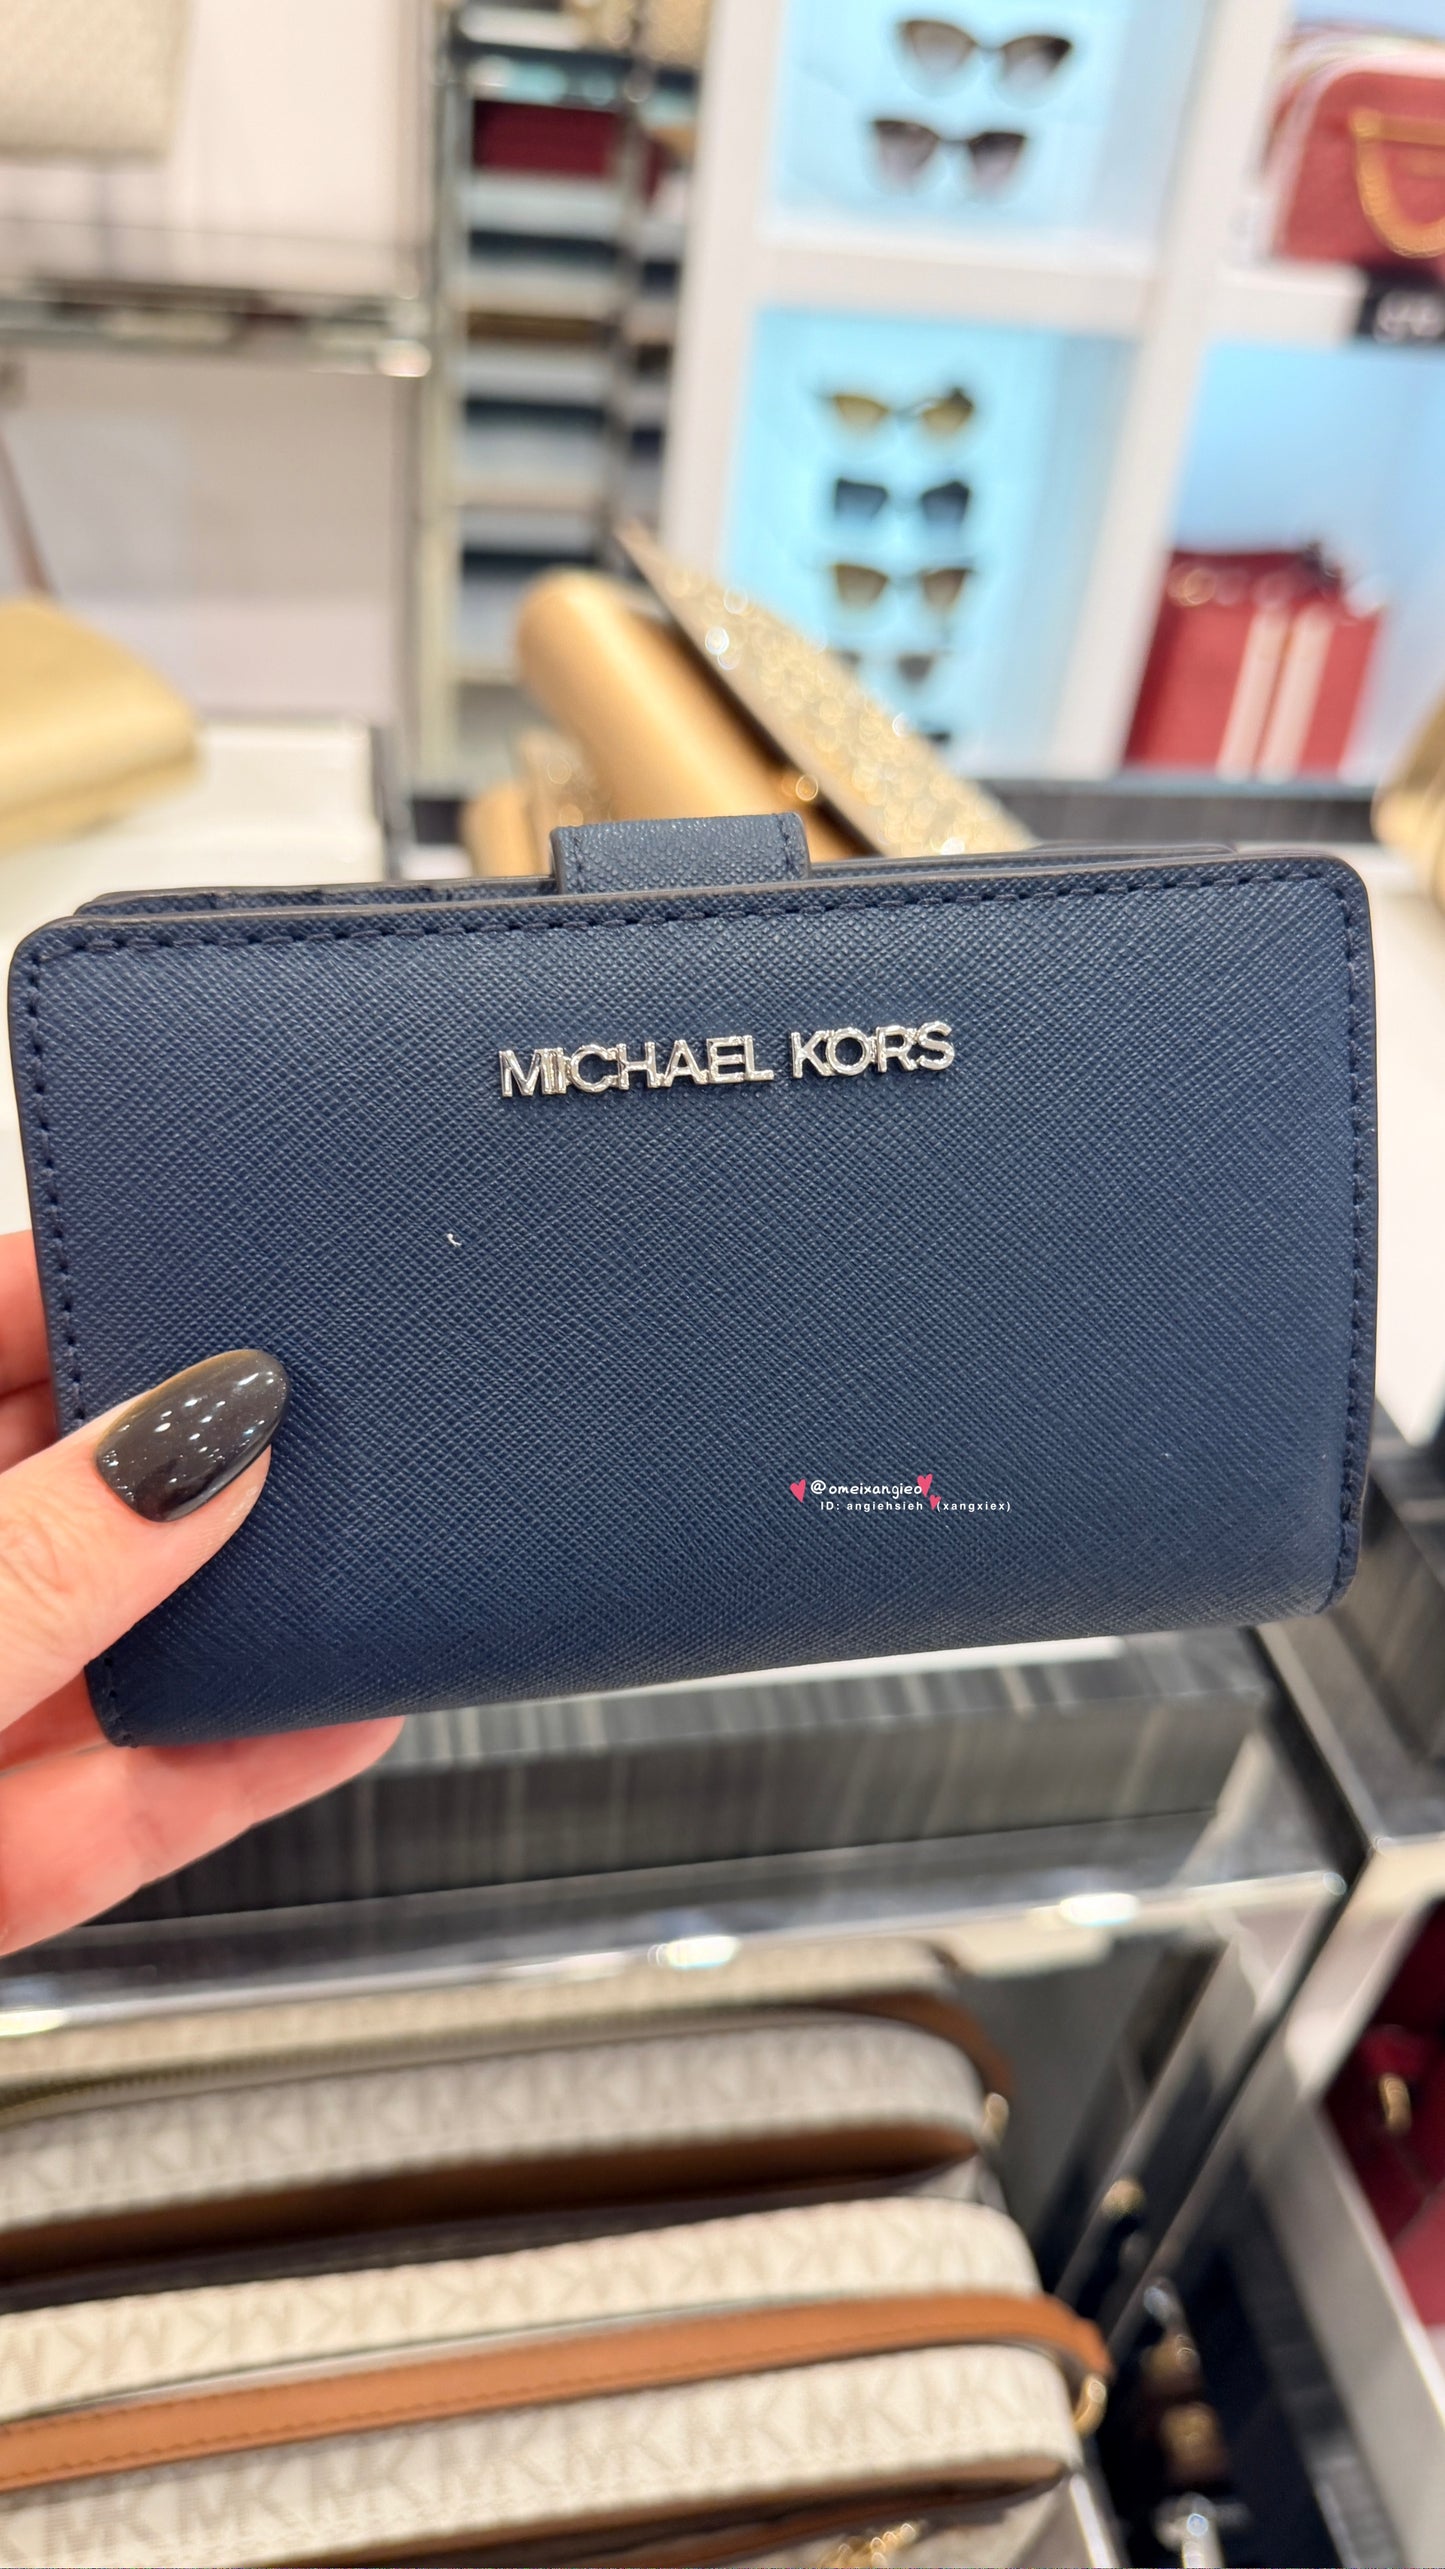 MICHAEL KORS
@omeixangieo
ID: angiehsieh (xangxiex)